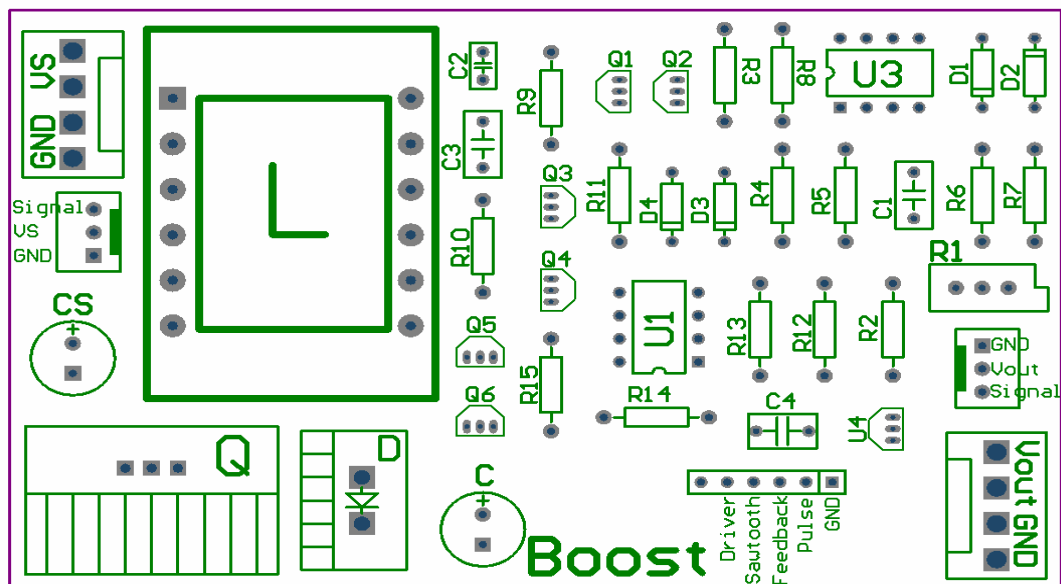 VS
GND
Signal
VS
GND
CS
+
L
C2
C3
R9
R10
Q1
Q2
Q3
Q4
Q5
Q6
R15
R3
R8
U3
D1
D2
R11
D4
D3
R4
R5
C1
R6
R7
R1
U1
R13
R12
R2
R14
C4
U4
GND
Vout
Signal
Q
D
C
+
Boost
Driver
Sawtooth
Feedback
Pulse
GND
Vout
GND